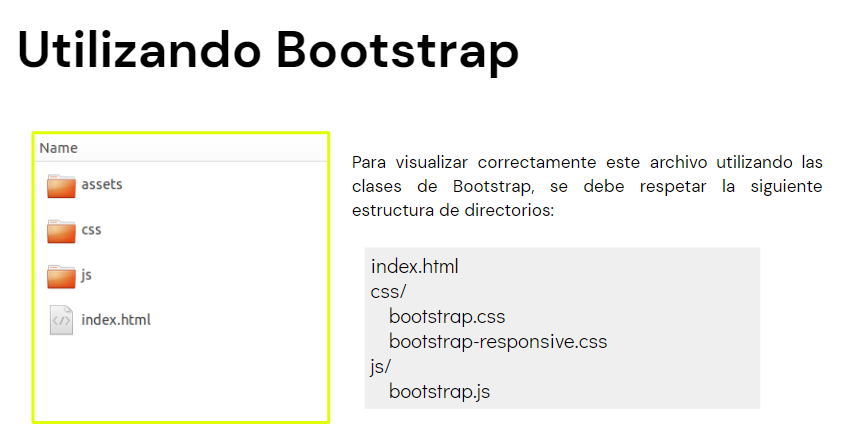 Utilizando Bootstrap
Name
assets
css
js
index.html
Para visualizar correctamente este archivo utilizando las
clases de Bootstrap, se debe respetar la siguiente
estructura de directorios:
index.html
css/
bootstrap.css
bootstrap-responsive.css
js/
bootstrap.js